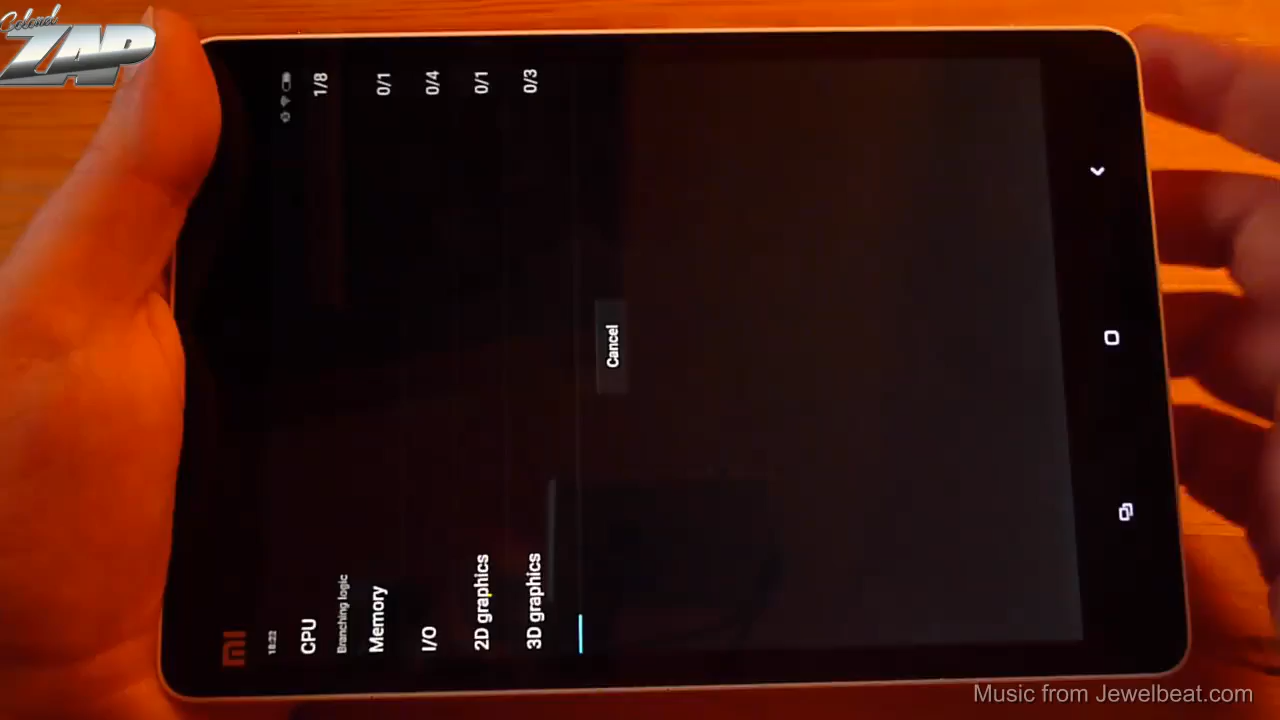 Colonel
ZAP
MI
18:22
CPU 1/8
Branching logic
Memory 0/1
I/O 0/4
2D graphics 0/1
3D graphics 0/3
Cancel
Music from Jewelbeat.com